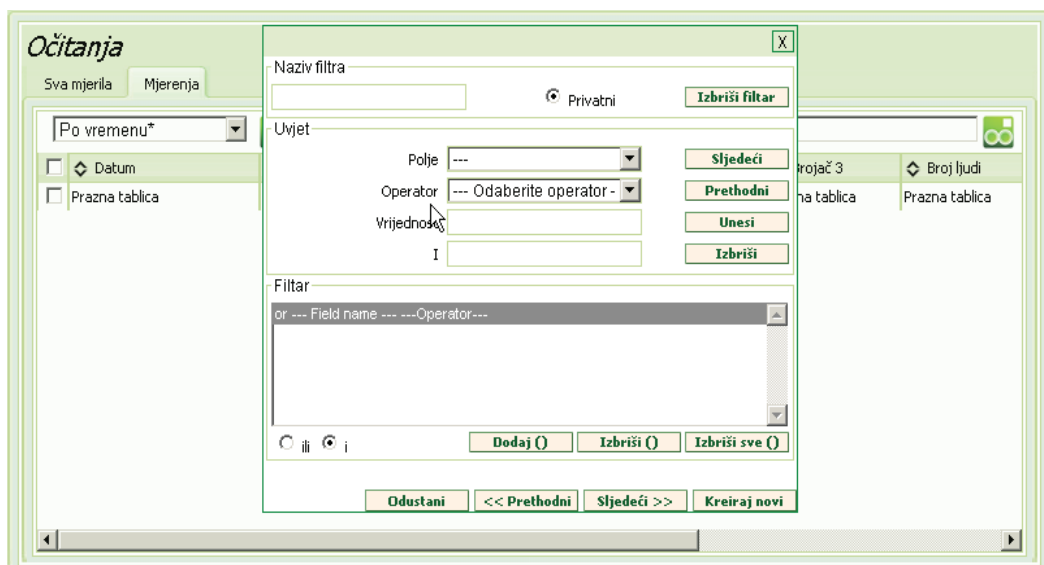 Očitanja
X
Sva mjerila Mjerenja
Naziv filtra
Privatni Izbriši filtar
Po vremenu*
Uvjet
Polje --- Sljedeći
Datum 3 Broj ljudi
Operator --- Odaberite operator - Prethodni
Prazna tablica tablica Prazna tablica
Unesi
I Izbriši
Filtar
or --- Field name --- ---Operator---
ili i Dodaj () Izbriši () Izbriši sve ()
Odustani << Prethodni Sljedeći >> Kreiraj novi